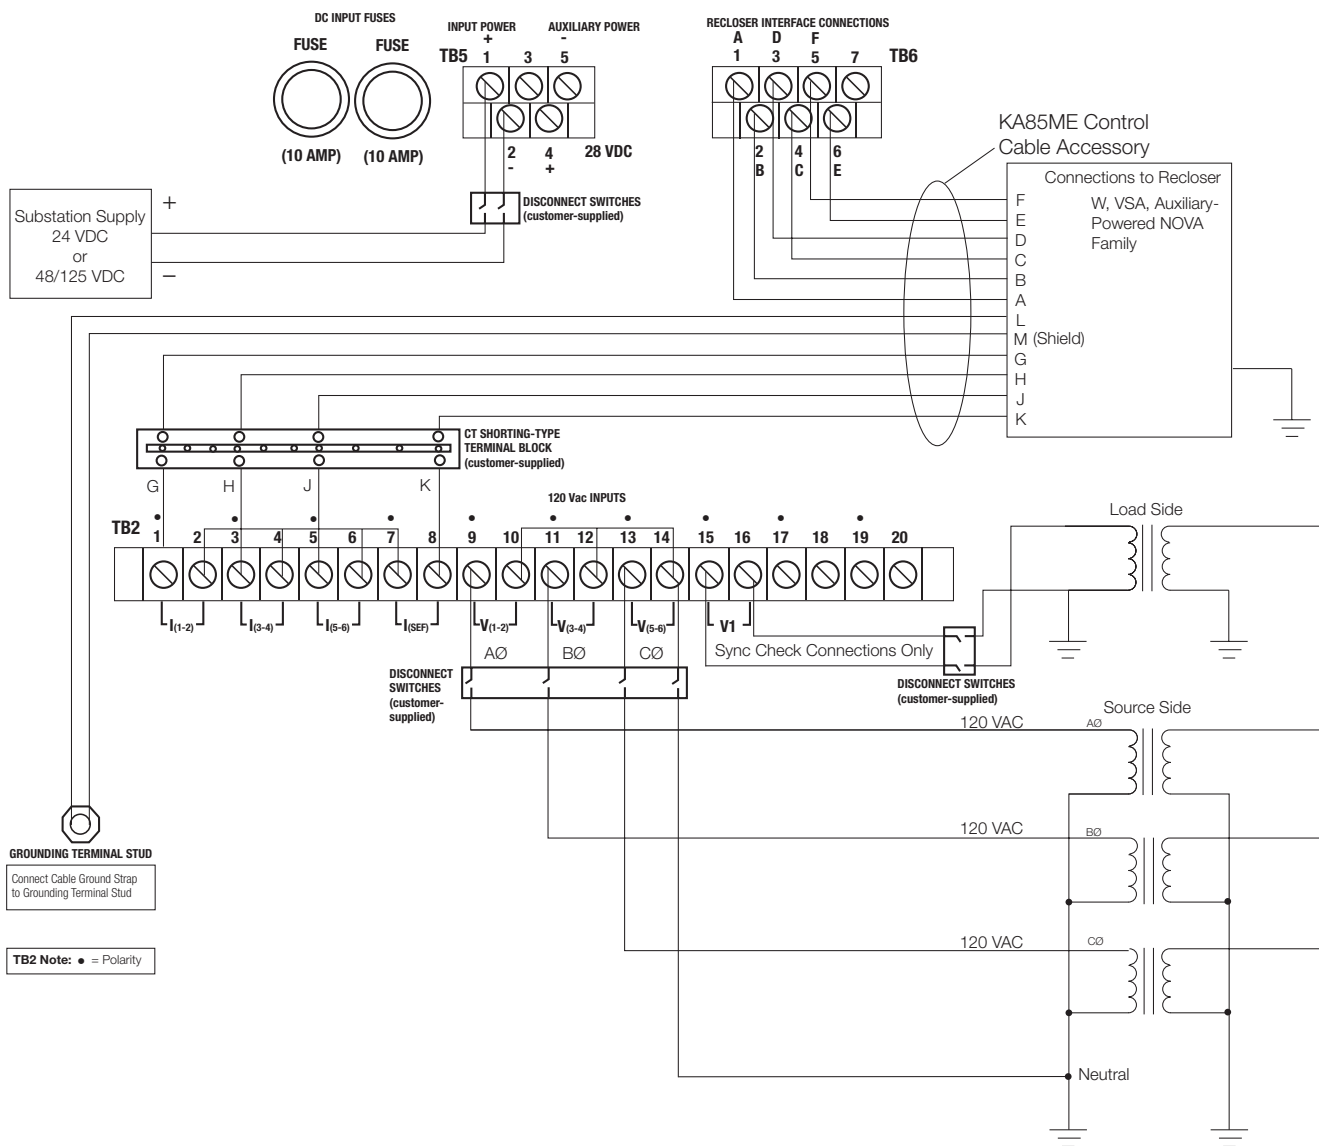 DC INPUT FUSES
FUSE FUSE
(10 AMP) (10 AMP)
INPUT POWER AUXILIARY POWER
+ -
TB5 1 3 5
2 4 28 VDC
- +
RECLOSER INTERFACE CONNECTIONS
A D F
1 3 5 7 TB6
2 4 6
B C E
KA85ME Control
Cable Accessory
Connections to Recloser
W, VSA, Auxiliary-
Powered NOVA
Family
F
E
D
C
B
A
L
M (Shield)
G
H
J
K
DISCONNECT SWITCHES
(customer-supplied)
Substation Supply
24 VDC
or
48/125 VDC
+
–
CT SHORTING-TYPE
TERMINAL BLOCK
(customer-supplied)
G H J K
120 Vac INPUTS
TB2 1 2 3 4 5 6 7 8 9 10 11 12 13 14 15 16 17 18 19 20
I(1-2) I(3-4) I(5-6) I(SEF) V(1-2) V(3-4) V(5-6) V1
AØ BØ CØ Sync Check Connections Only
DISCONNECT
SWITCHES
(customer-
supplied)
DISCONNECT SWITCHES
(customer-supplied)
Load Side
Source Side
120 VAC AØ
120 VAC BØ
120 VAC CØ
Neutral
GROUNDING TERMINAL STUD
Connect Cable Ground Strap
to Grounding Terminal Stud
TB2 Note: ● = Polarity